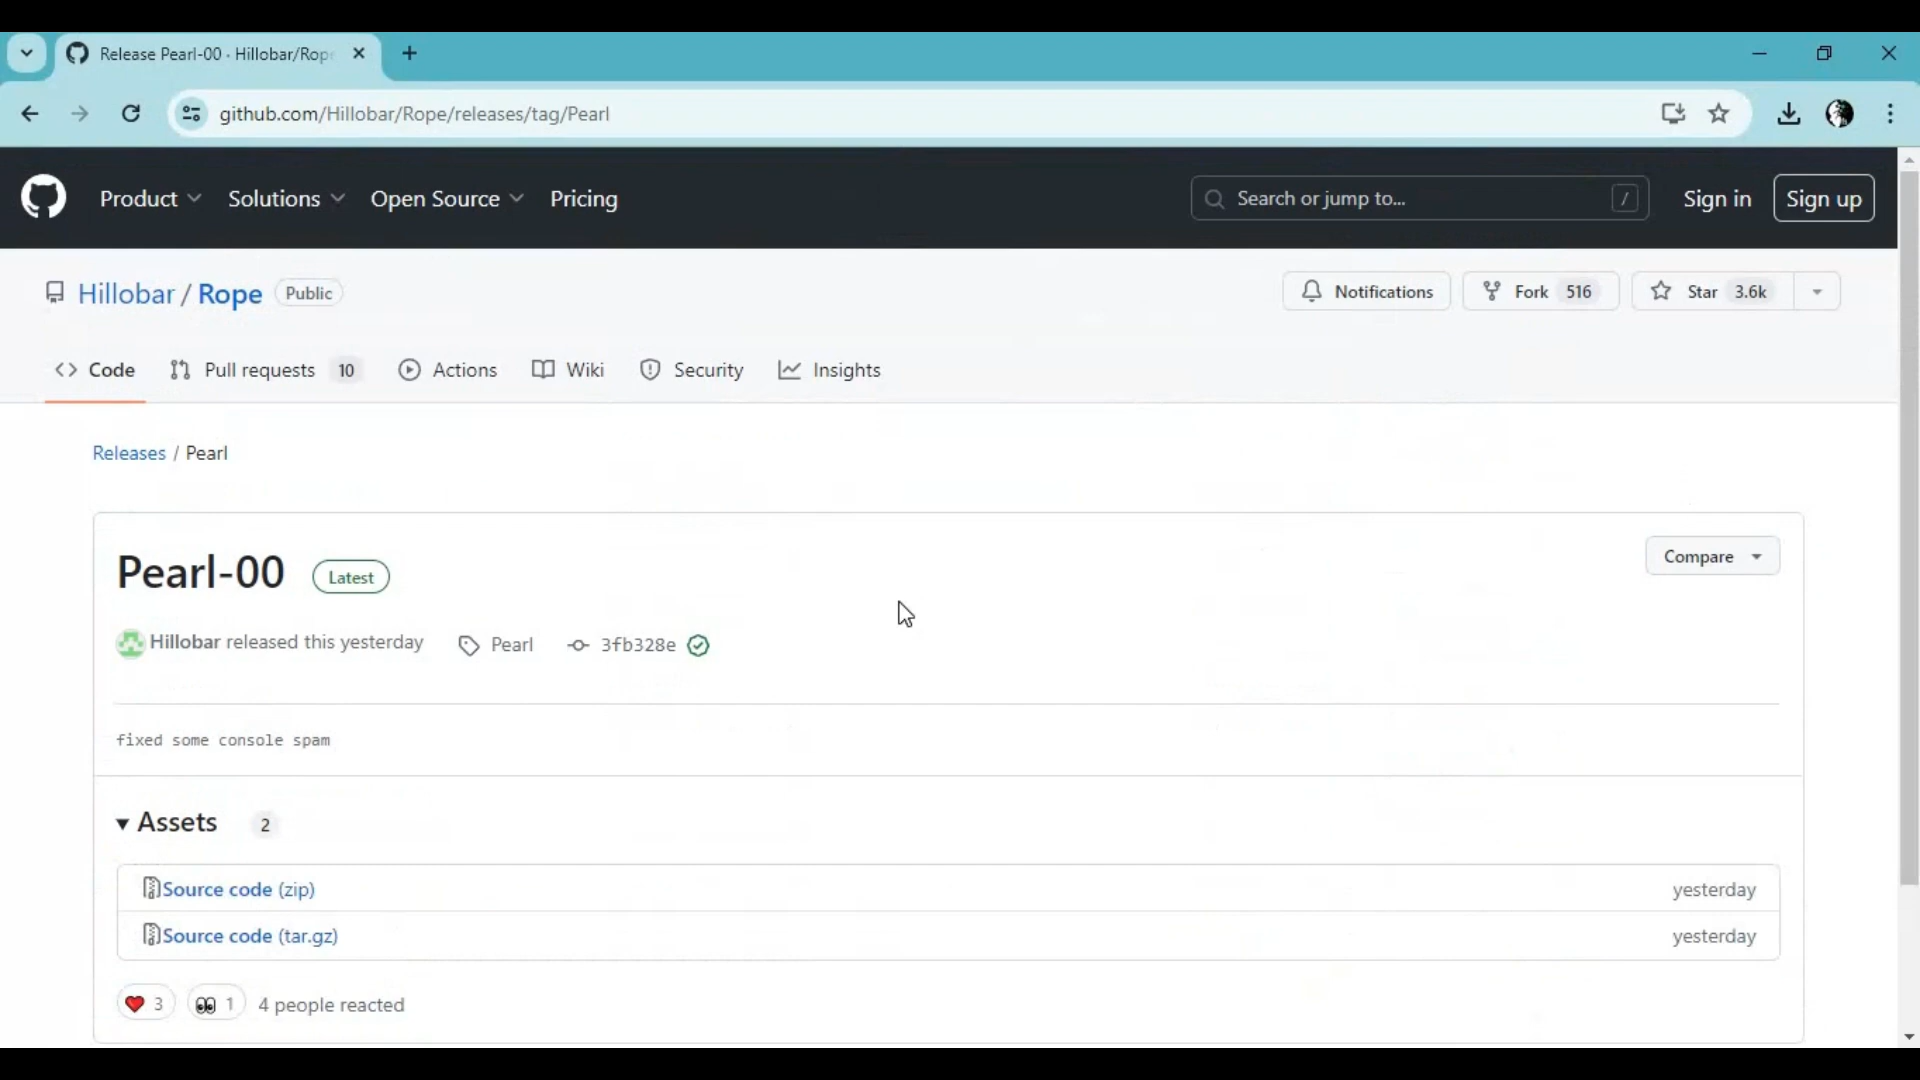 Release Pearl-00 · Hillobar/Rop
github.com/Hillobar/Rope/releases/tag/Pearl
Product Solutions Open Source Pricing Search or jump to... / Sign in Sign up
Hillobar / Rope Public Notifications Fork 516 Star 3.6k
Code Pull requests 10 Actions Wiki Security Insights
Releases / Pearl
Pearl-00 Latest Compare
Hillobar released this yesterday Pearl 3fb328e
fixed some console spam
Assets 2
Source code (zip) yesterday
Source code (tar.gz) yesterday
3 1 4 people reacted